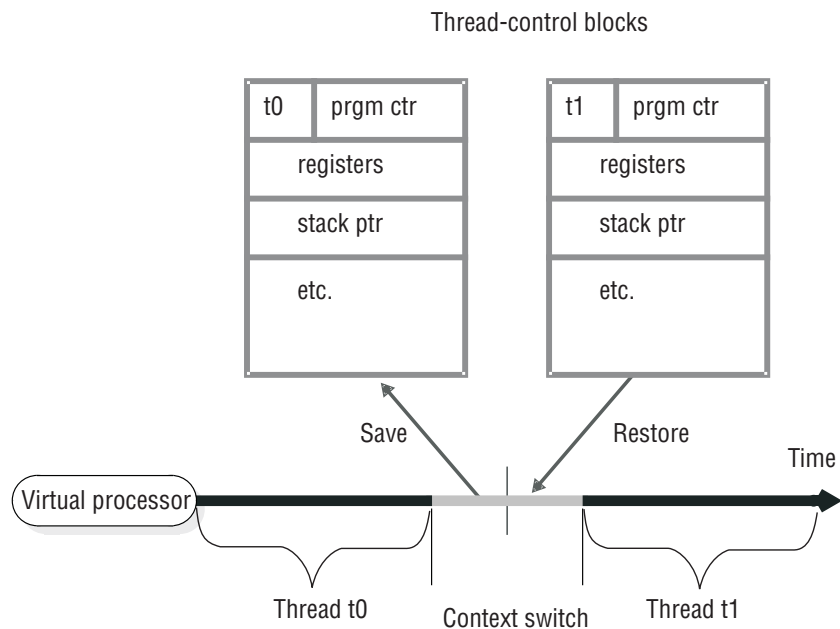 Thread-control blocks
t0
prgm ctr
registers
stack ptr
etc.
t1
prgm ctr
registers
stack ptr
etc.
Save
Restore
Time
Virtual processor
Thread t0
Context switch
Thread t1